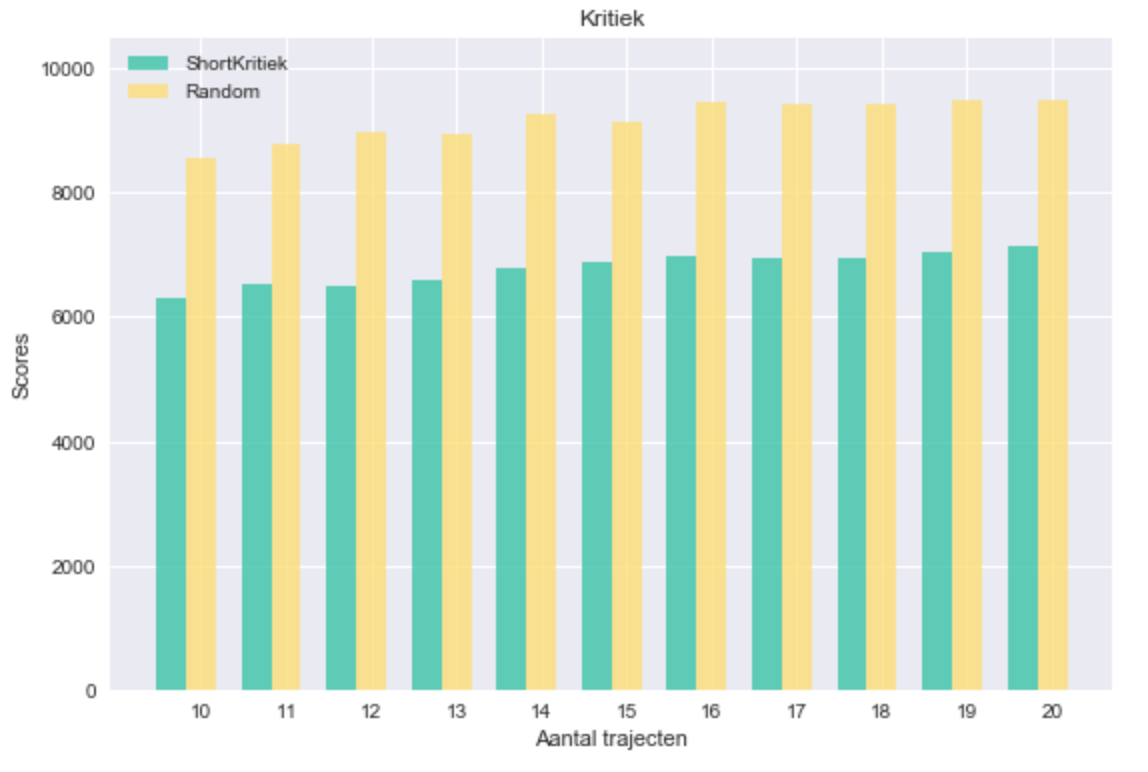 Kritiek
ShortKritiek
Random
10000
8000
6000
4000
2000
0
Scores
10 11 12 13 14 15 16 17 18 19 20
Aantal trajecten